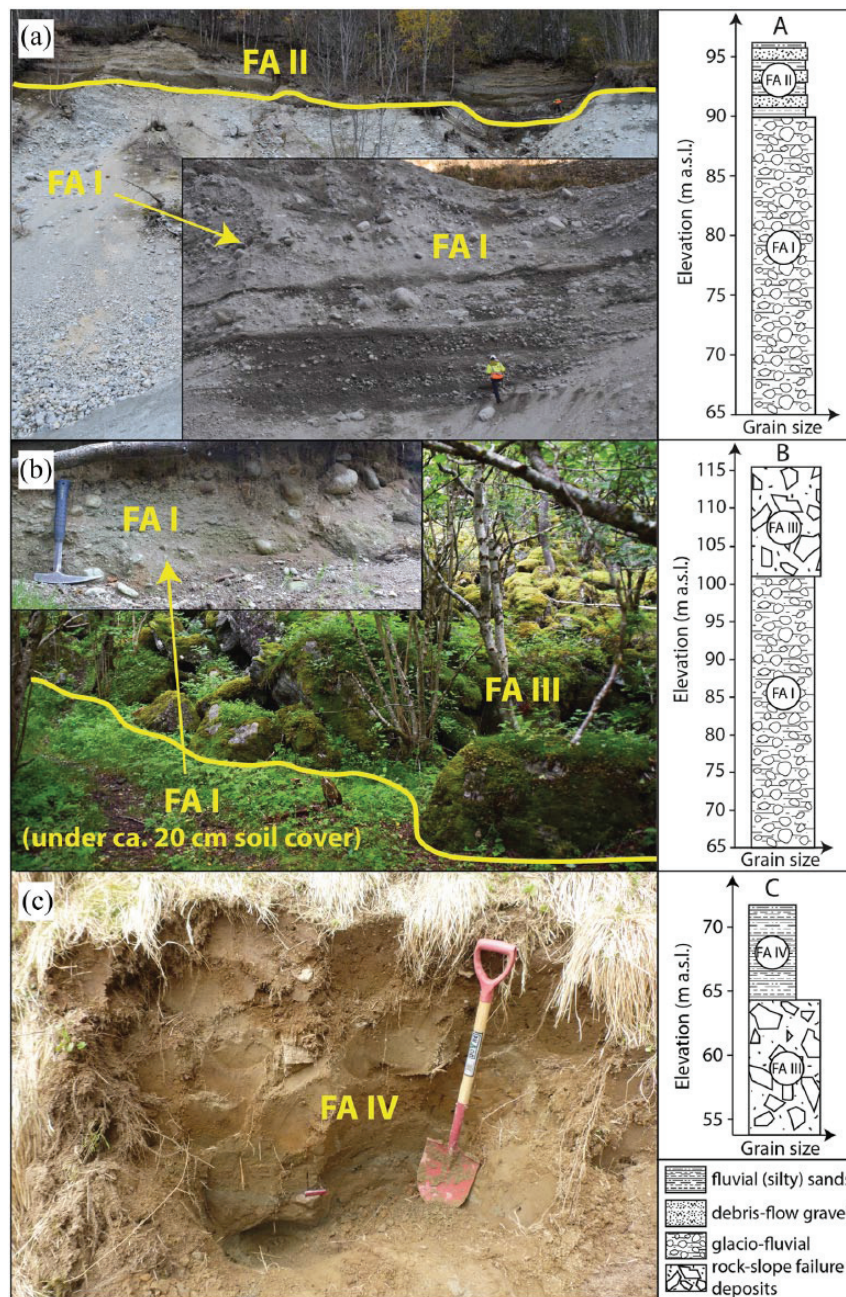 (a)
FA II
FA I
FA I
A
Elevation (m a.s.l.)
95
90
85
80
75
70
65
FA II
FA I
Grain size
(b)
FA I
FA III
FA I
(under ca. 20 cm soil cover)
B
Elevation (m a.s.l.)
115
110
105
100
95
90
85
80
75
70
65
FA III
FA I
Grain size
(c)
FA IV
C
Elevation (m a.s.l.)
70
65
60
55
FA IV
FA III
Grain size
fluvial (silty) sands
debris-flow grave
glacio-fluvial
rock-slope failure
deposits